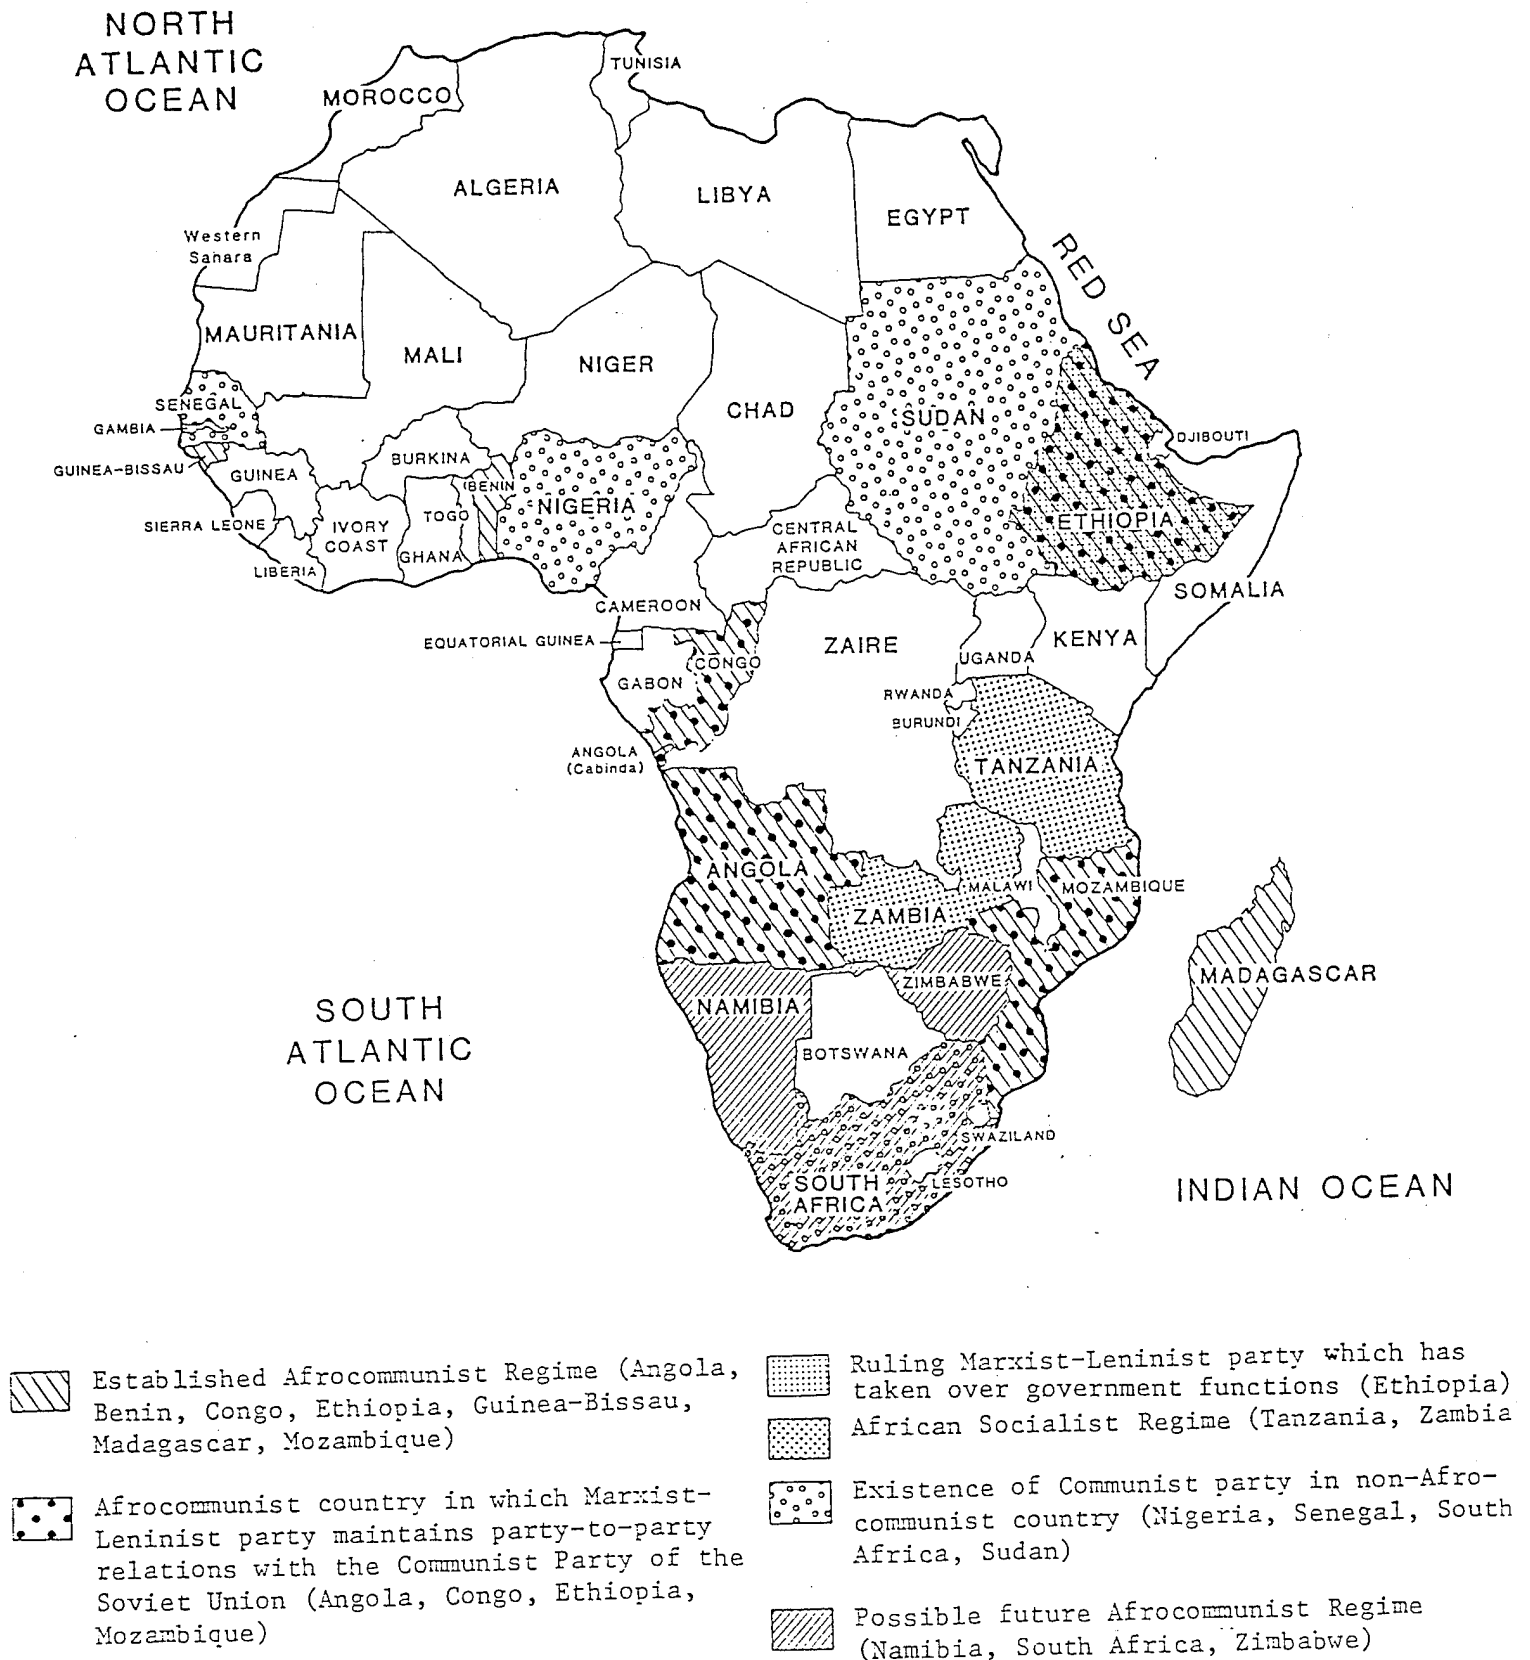 NORTH
ATLANTIC
OCEAN
TUNISIA
MOROCCO
ALGERIA
LIBYA
EGYPT
Western
Sahara
RED SEA
MAURITANIA
MALI
NIGER
CHAD
SUDAN
SENEGAL
GAMBIA
DJIBOUTI
GUINEA-BISSAU
GUINEA
BURKINA
BENIN
NIGERIA
TOGO
SIERRA LEONE
IVORY
COAST
GHANA
LIBERIA
CENTRAL
AFRICAN
REPUBLIC
ETHIOPIA
SOMALIA
CAMEROON
EQUATORIAL GUINEA
CONGO
ZAIRE
UGANDA
KENYA
GABON
RWANDA
BURUNDI
ANGOLA
(Cabinda)
TANZANIA
ANGOLA
MALAWI
MOZAMBIQUE
ZAMBIA
MADAGASCAR
ZIMBABWE
NAMIBIA
SOUTH
ATLANTIC
OCEAN
BOTSWANA
SWAZILAND
SOUTH
AFRICA
LESOTHO
INDIAN OCEAN
Established Afrocommunist Regime (Angola,
Benin, Congo, Ethiopia, Guinea-Bissau,
Madagascar, Mozambique)
Afrocommunist country in which Marxist-
Leninist party maintains party-to-party
relations with the Communist Party of the
Soviet Union (Angola, Congo, Ethiopia,
Mozambique)
Ruling Marxist-Leninist party which has
taken over government functions (Ethiopia)
African Socialist Regime (Tanzania, Zambia
Existence of Communist party in non-Afro-
communist country (Nigeria, Senegal, South
Africa, Sudan)
Possible future Afrocommunist Regime
(Namibia, South Africa, Zimbabwe)